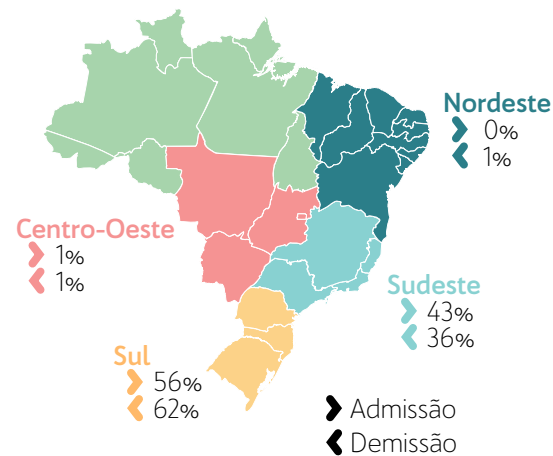 Nordeste
0%
1%
Centro-Oeste
1%
1%
Sudeste
43%
36%
Sul
56%
62%
Admissão
Demissão